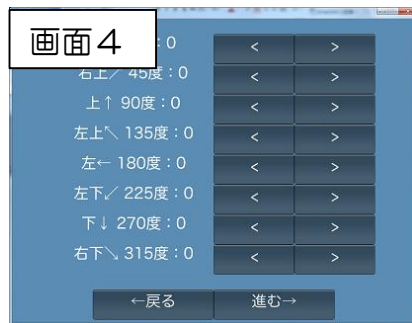 画面4
:0 < >
右上↗ 45度:0 < >
上↑ 90度:0 < >
左上↖ 135度:0 < >
左← 180度:0 < >
左下↙ 225度:0 < >
下↓ 270度:0 < >
右下↘ 315度:0 < >
←戻る 進む→